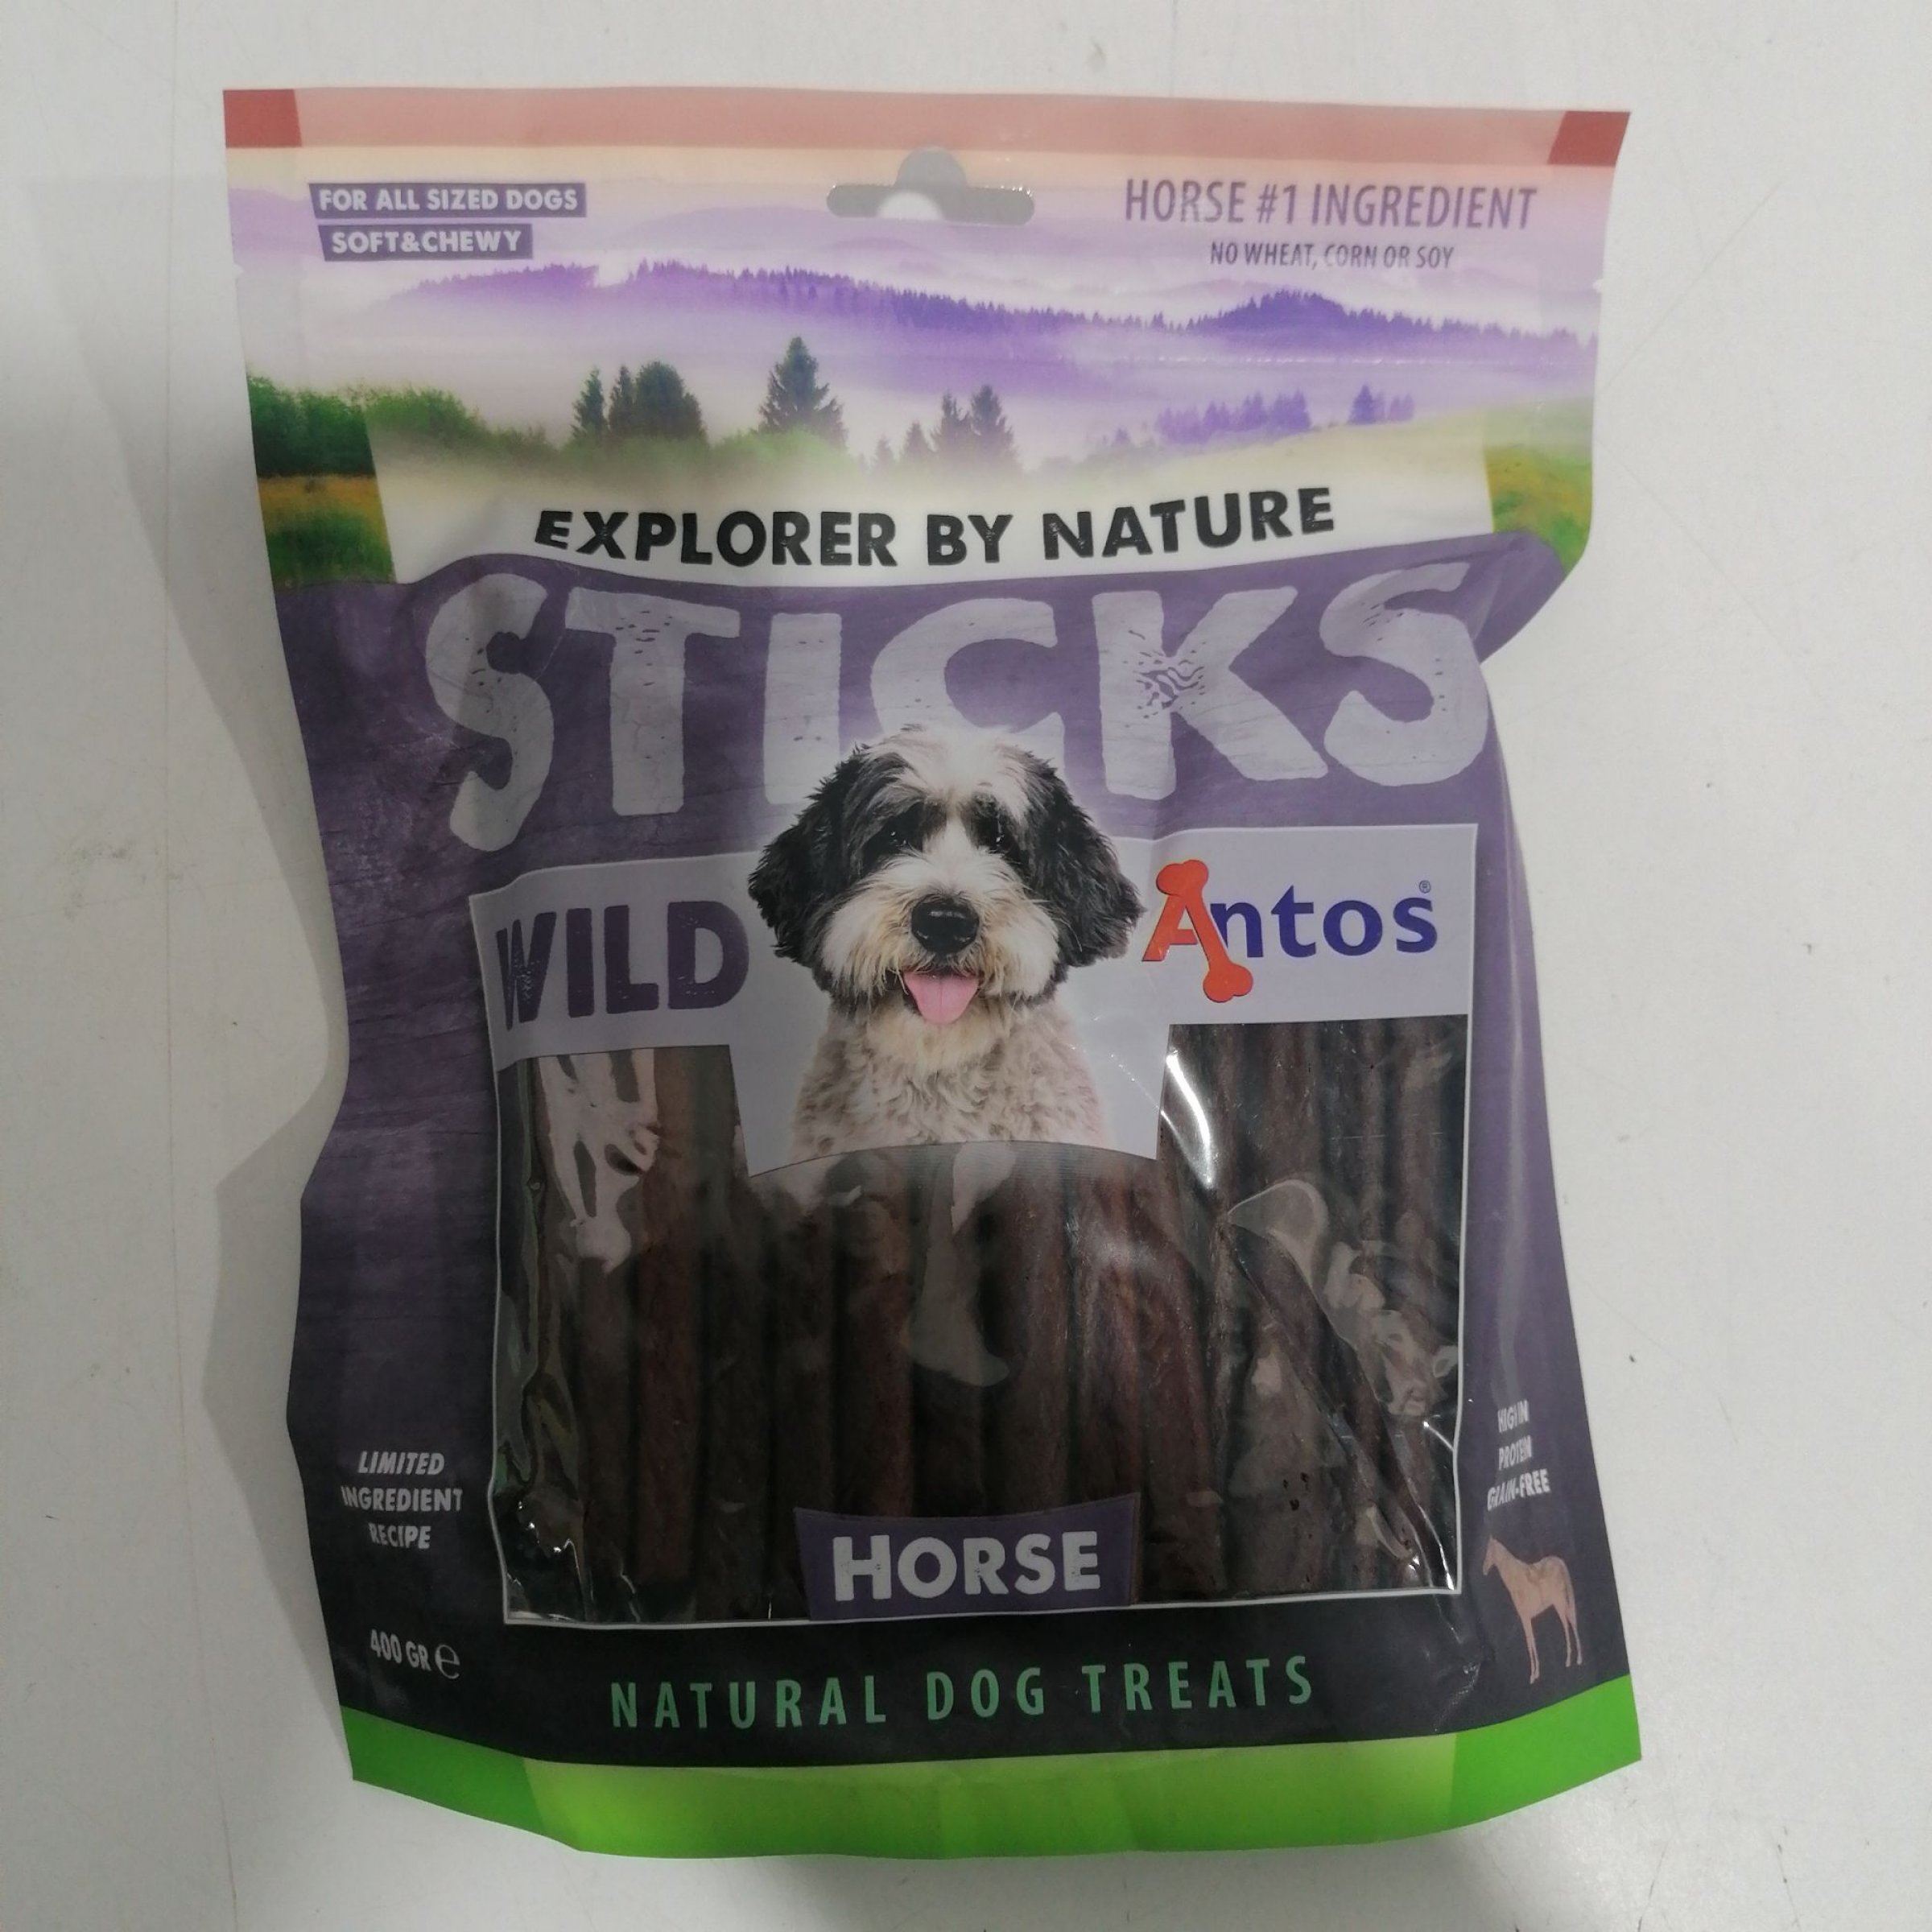 FOR ALL SIZED DOGS
SOFT&CHEWY
HORSE #1 INGREDIENT
NO WHEAT, CORN OR SOY
EXPLORER BY NATURE
STICKS
WILD
Antos®
HIGH IN
PROTEIN
GRAIN-FREE
LIMITED
INGREDIENT
RECIPE
HORSE
400 GR ℮
NATURAL DOG TREATS